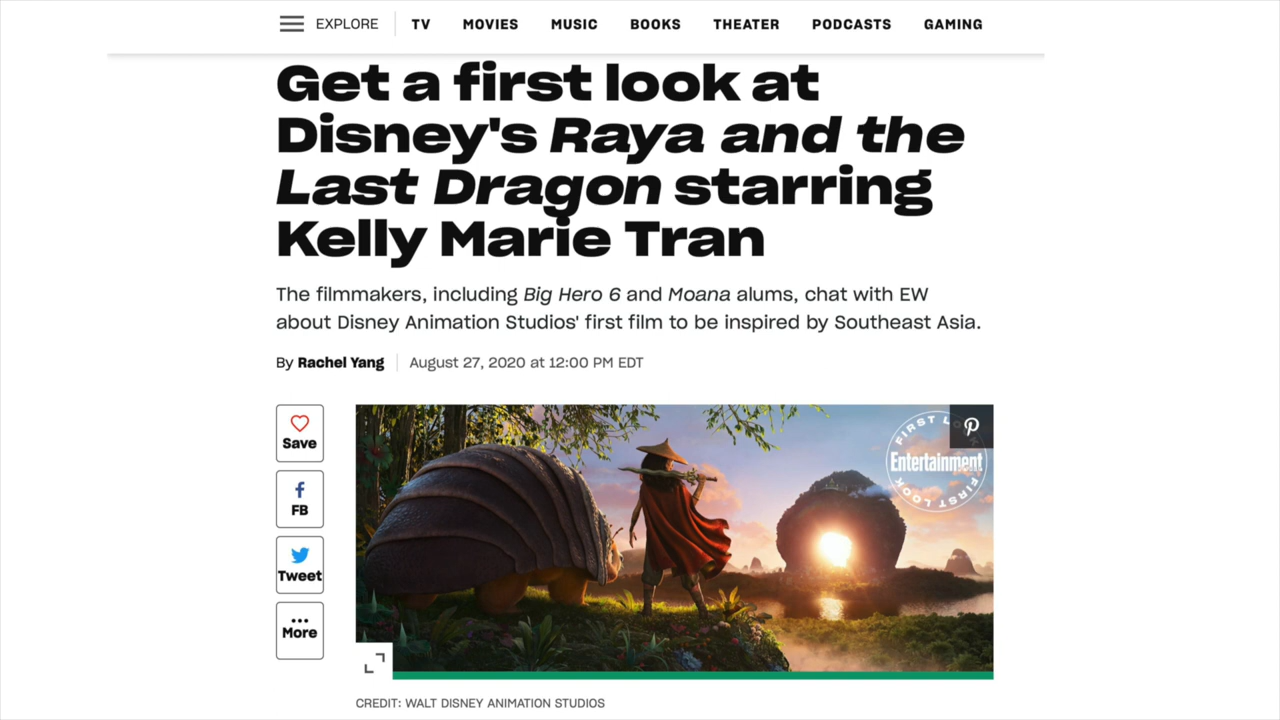 EXPLORE TV MOVIES MUSIC BOOKS THEATER PODCASTS GAMING
Get a first look at
Disney's Raya and the
Last Dragon starring
Kelly Marie Tran
The filmmakers, including Big Hero 6 and Moana alums, chat with EW
about Disney Animation Studios' first film to be inspired by Southeast Asia.
By Rachel Yang August 27, 2020 at 12:00 PM EDT
Save
FB
Tweet
More
FIRST
Entertainment
FIRST LOOK
CREDIT: WALT DISNEY ANIMATION STUDIOS